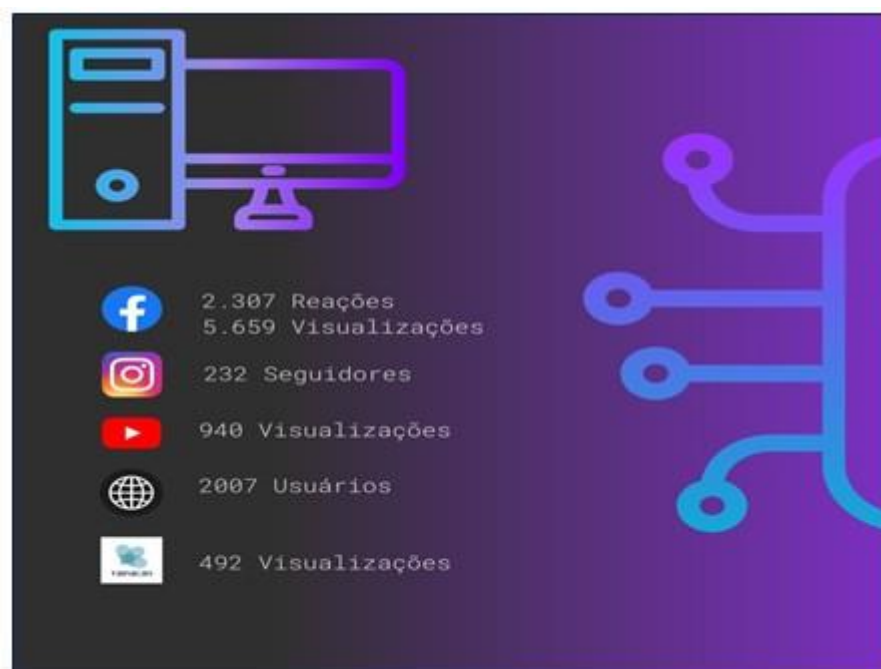 2.307 Reações
5.659 Visualizações
232 Seguidores
940 Visualizações
2007 Usuários
492 Visualizações